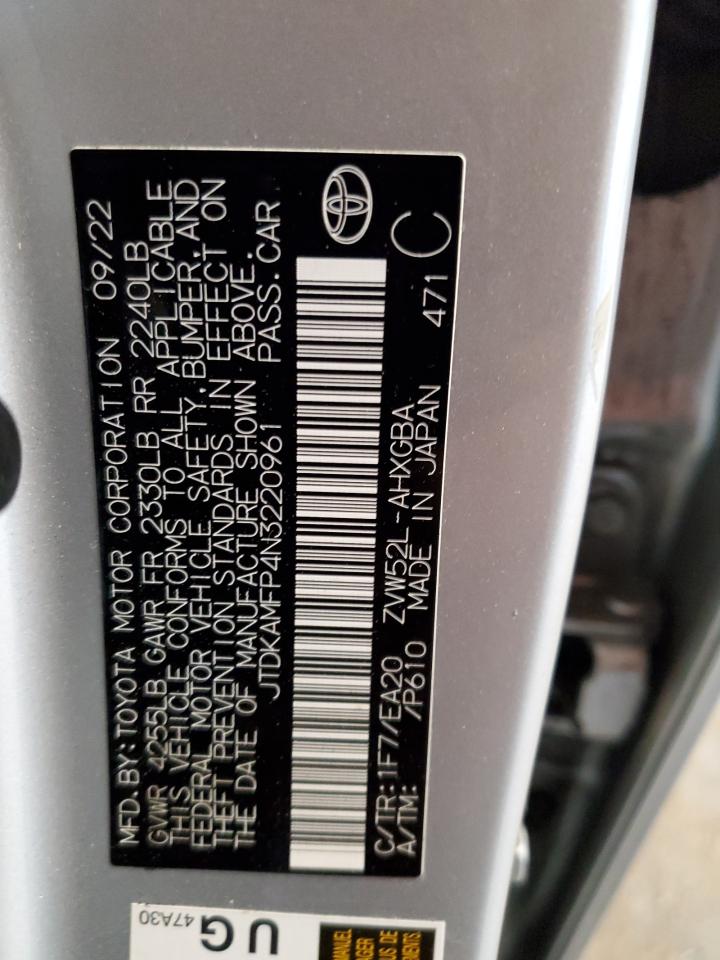 MFD. BY: TOYOTA MOTOR CORPORATION 09/22
GVWR 4255LB GAWR FR 2330LB RR 2240LB
THIS VEHICLE CONFORMS TO ALL APPLICABLE
FEDERAL MOTOR VEHICLE SAFETY, BUMPER, AND
THEFT PREVENTION STANDARDS IN EFFECT ON
THE DATE OF MANUFACTURE SHOWN ABOVE.
JTDKAMFP4N3220961 PASS. CAR
C/TR: 1F7/EA20 ZVW52L-AHXGBA 471 C
A/TM: /P610 MADE IN JAPAN
47A30
UG
MANUEL